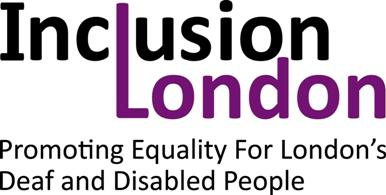 Inclusion
London
Promoting Equality For London's
Deaf and Disabled People